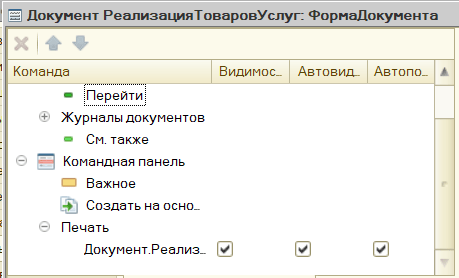 Документ РеализацияТоваровУслуг: ФормаДокумента
Команда Видимос... Автовид... Автопо...
Перейти
Журналы документов
См. также
Командная панель
Важное
Создать на осно...
Печать
Документ.Реализ...